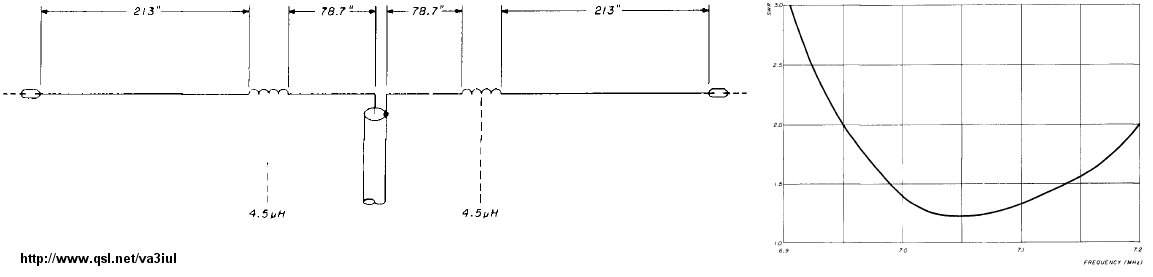 213" 78.7" 78.7" 213"
4.5µH 4.5µH
http://www.qsl.net/va3iul
SWR
3.0
2.5
2.0
1.5
1.0
6.9 7.0 7.1 7.2
FREQUENCY (MHz)